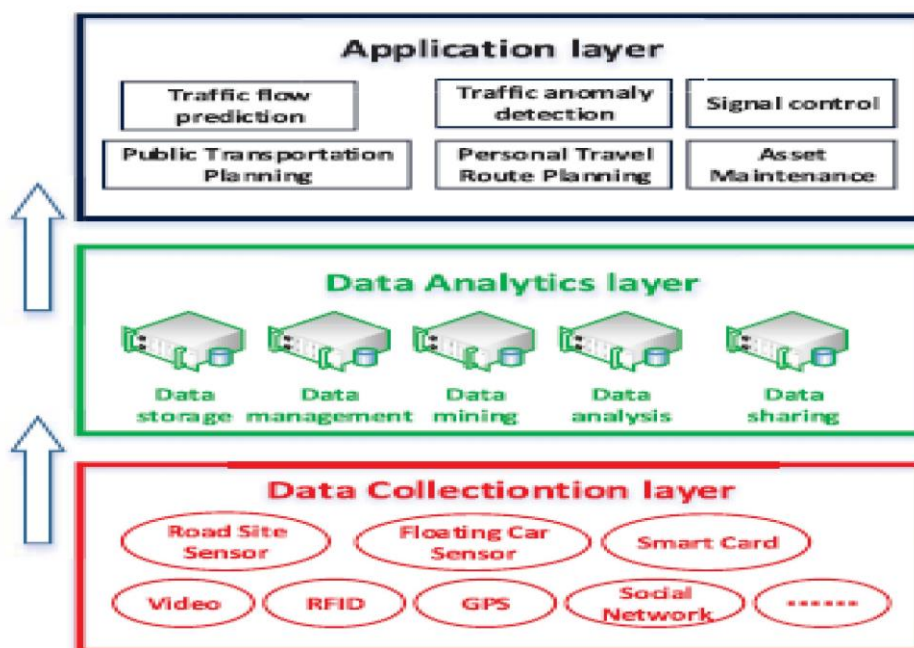 Application layer
Traffic flow
prediction
Traffic anomaly
detection
Signal control
Public Transportation
Planning
Personal Travel
Route Planning
Asset
Maintenance
Data Analytics layer
Data
storage
Data
management
Data
mining
Data
analysis
Data
sharing
Data Collectiontion layer
Road Site
Sensor
Floating Car
Sensor
Smart Card
Video
RFID
GPS
Social
Network
------